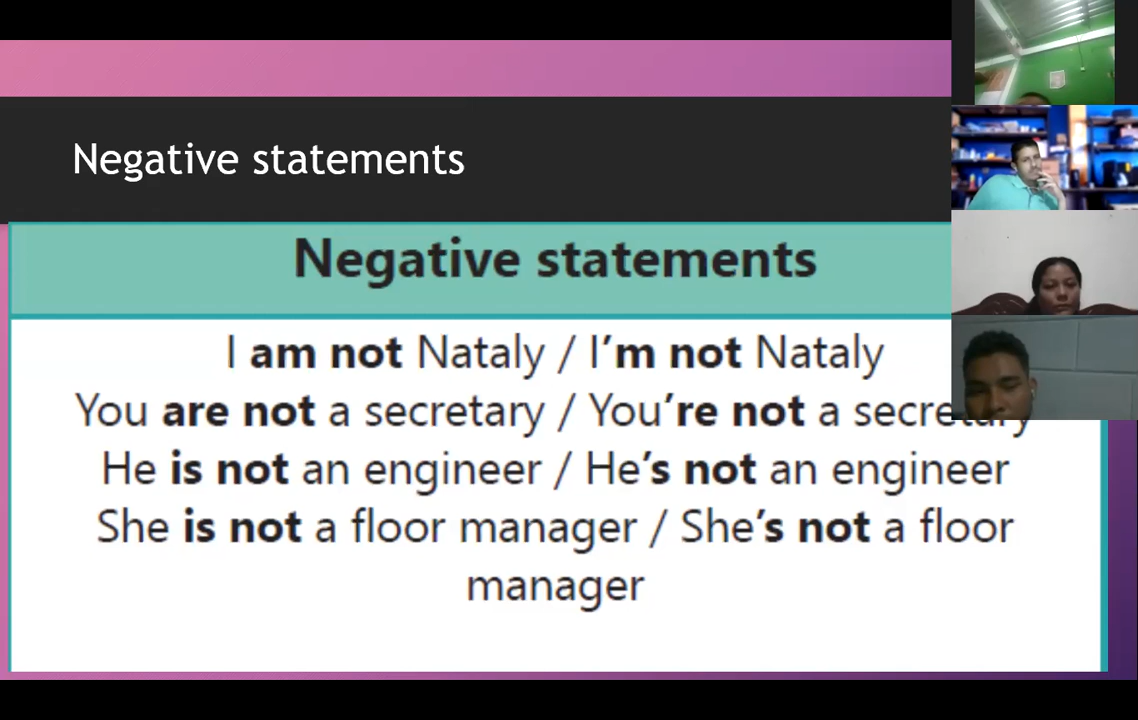 Negative statements
Negative statements
I am not Nataly / I'm not Nataly
You are not a secretary / You're not a secretary
He is not an engineer / He's not an engineer
She is not a floor manager / She's not a floor
manager